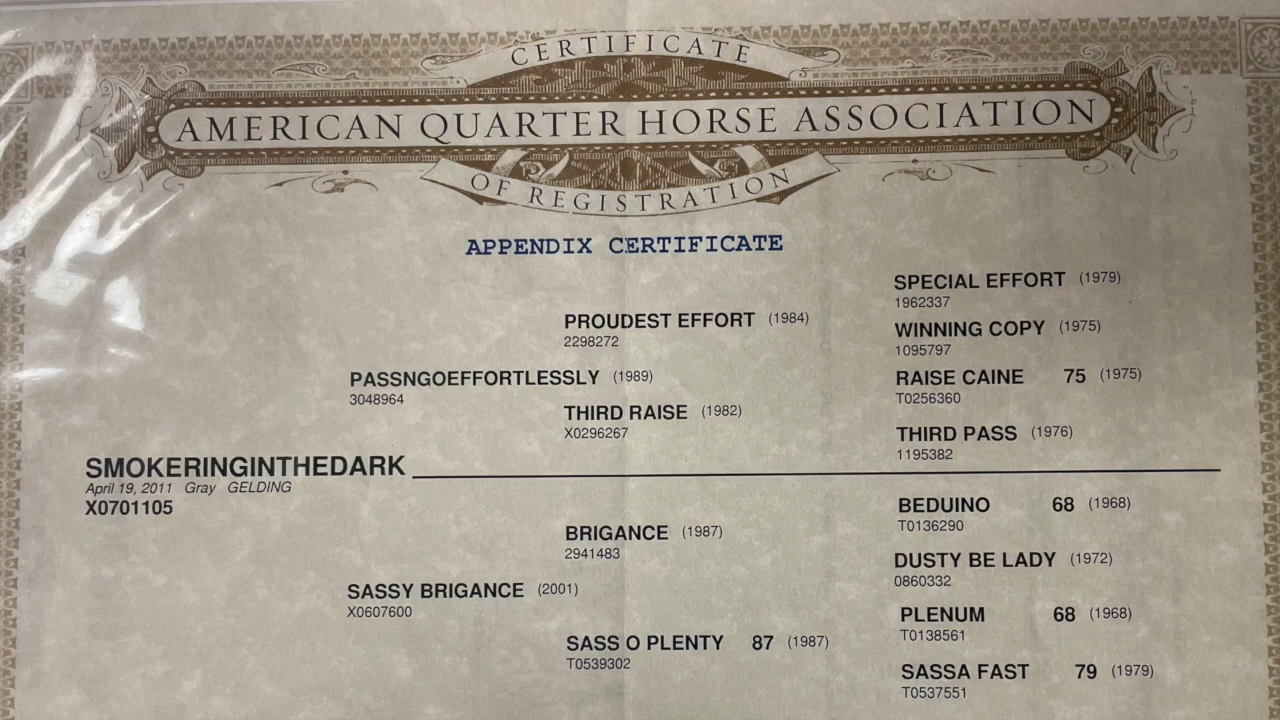 CERTIFICATE
AMERICAN QUARTER HORSE ASSOCIATION
OF REGISTRATION
APPENDIX CERTIFICATE
SPECIAL EFFORT (1979)
1962337
PROUDEST EFFORT (1984)
2298272
WINNING COPY (1975)
1095797
PASSNGOEFFORTLESSLY (1989)
3048964
RAISE CAINE 75 (1975)
T0256360
THIRD RAISE (1982)
X0296267
THIRD PASS (1976)
1195382
SMOKERINGINTHEDARK
April 19, 2011 Gray GELDING
X0701105
BEDUINO 68 (1968)
T0136290
BRIGANCE (1987)
2941483
DUSTY BE LADY (1972)
0860332
SASSY BRIGANCE (2001)
X0607600
PLENUM 68 (1968)
T0138561
SASS O PLENTY 87 (1987)
T0539302
SASSA FAST 79 (1979)
T0537551